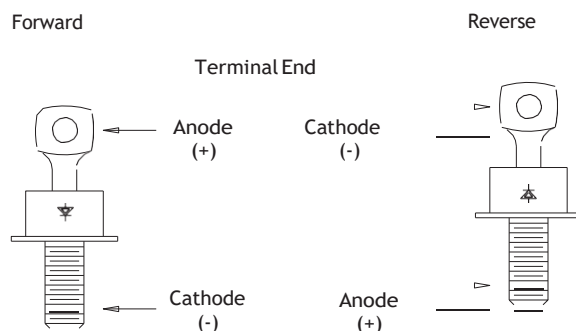 Forward
Reverse
Terminal End
Anode
(+)
Cathode
(-)
Cathode
(-)
Anode
(+)